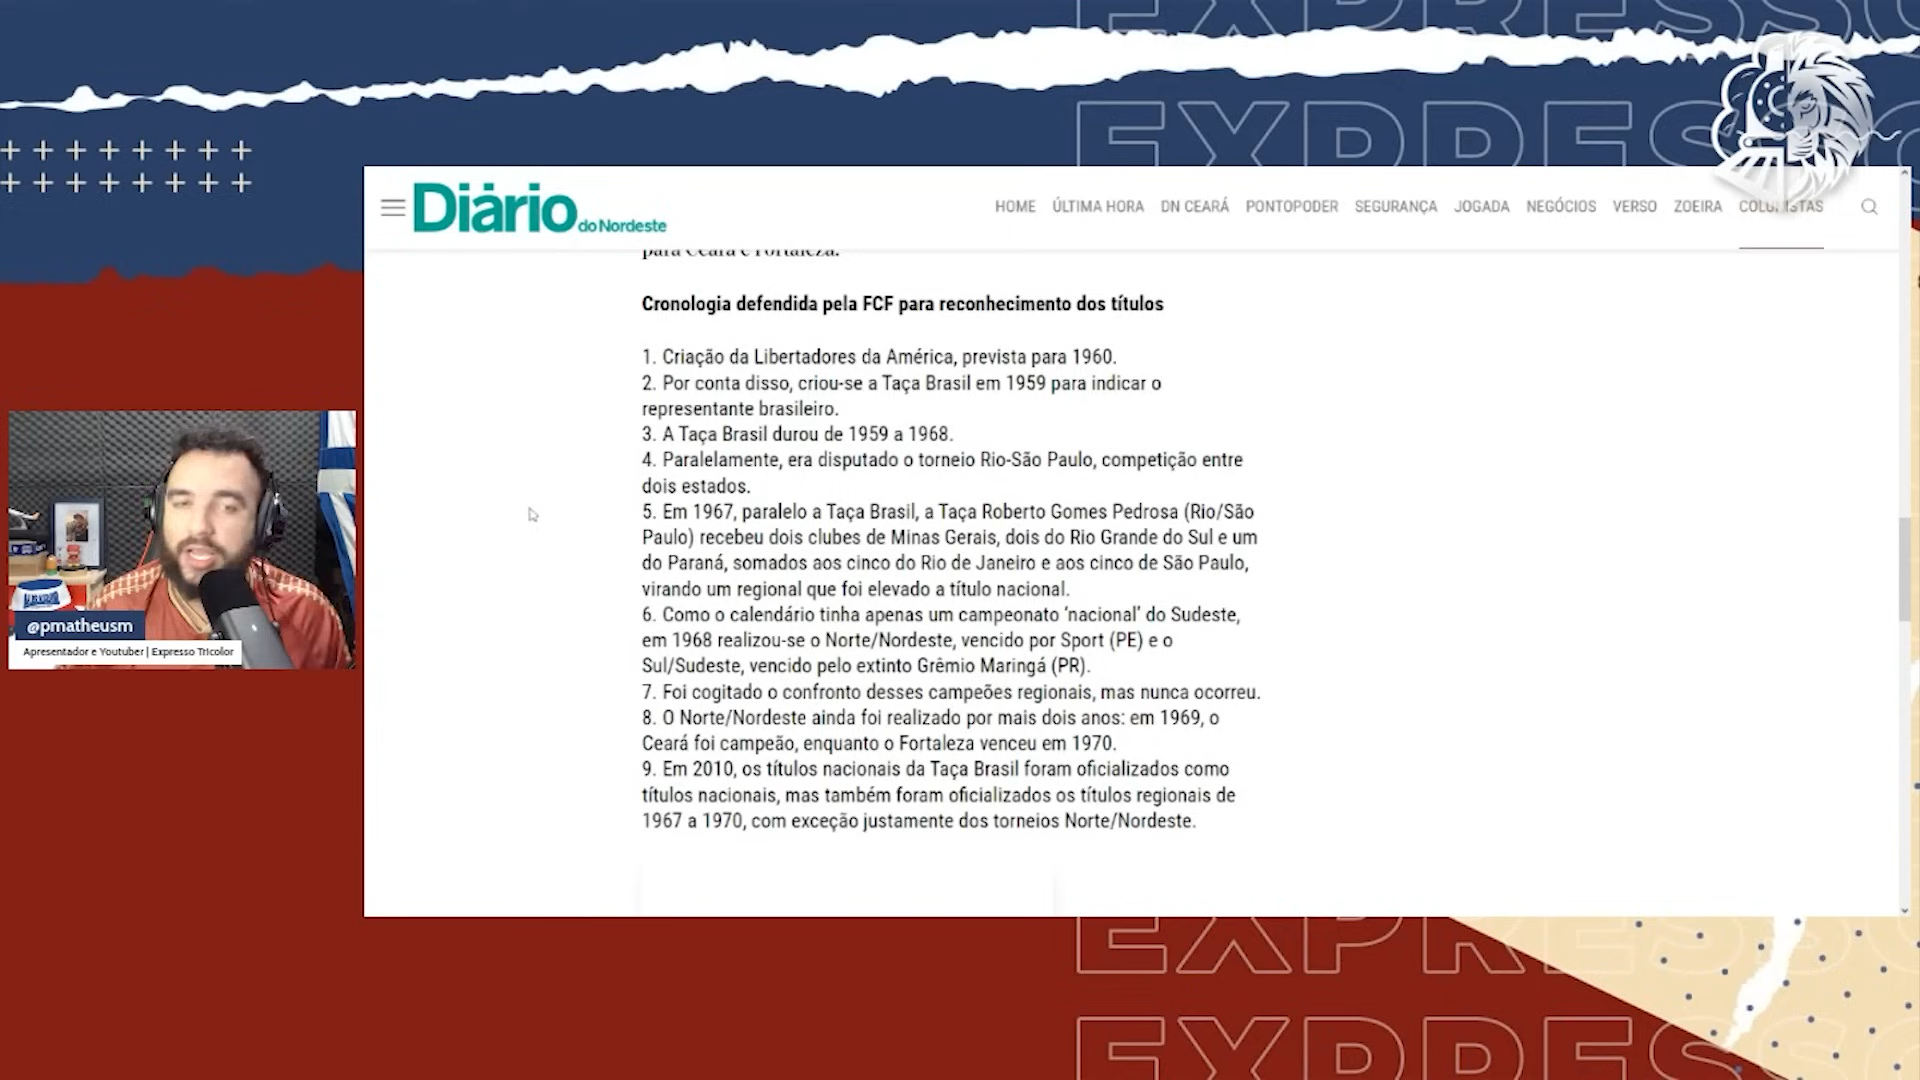 EXPRESSO
EXPRESSO
Diário
do Nordeste
HOME ÚLTIMA HORA DN CEARÁ PONTOPODER SEGURANÇA JOGADA NEGÓCIOS VERSO ZOEIRA COLUNISTAS
para Ceará e Fortaleza.
Cronologia defendida pela FCF para reconhecimento dos títulos
1. Criação da Libertadores da América, prevista para 1960.
2. Por conta disso, criou-se a Taça Brasil em 1959 para indicar o
representante brasileiro.
3. A Taça Brasil durou de 1959 a 1968.
4. Paralelamente, era disputado o torneio Rio-São Paulo, competição entre
dois estados.
5. Em 1967, paralelo a Taça Brasil, a Taça Roberto Gomes Pedrosa (Rio/São
Paulo) recebeu dois clubes de Minas Gerais, dois do Rio Grande do Sul e um
do Paraná, somados aos cinco do Rio de Janeiro e aos cinco de São Paulo,
virando um regional que foi elevado a título nacional.
6. Como o calendário tinha apenas um campeonato ‘nacional’ do Sudeste,
em 1968 realizou-se o Norte/Nordeste, vencido por Sport (PE) e o
Sul/Sudeste, vencido pelo extinto Grêmio Maringá (PR).
7. Foi cogitado o confronto desses campeões regionais, mas nunca ocorreu.
8. O Norte/Nordeste ainda foi realizado por mais dois anos: em 1969, o
Ceará foi campeão, enquanto o Fortaleza venceu em 1970.
9. Em 2010, os títulos nacionais da Taça Brasil foram oficializados como
títulos nacionais, mas também foram oficializados os títulos regionais de
1967 a 1970, com exceção justamente dos torneios Norte/Nordeste.
@pmatheusm
Apresentador e Youtuber | Expresso Tricolor
EXPRESSO
EXPRESSO